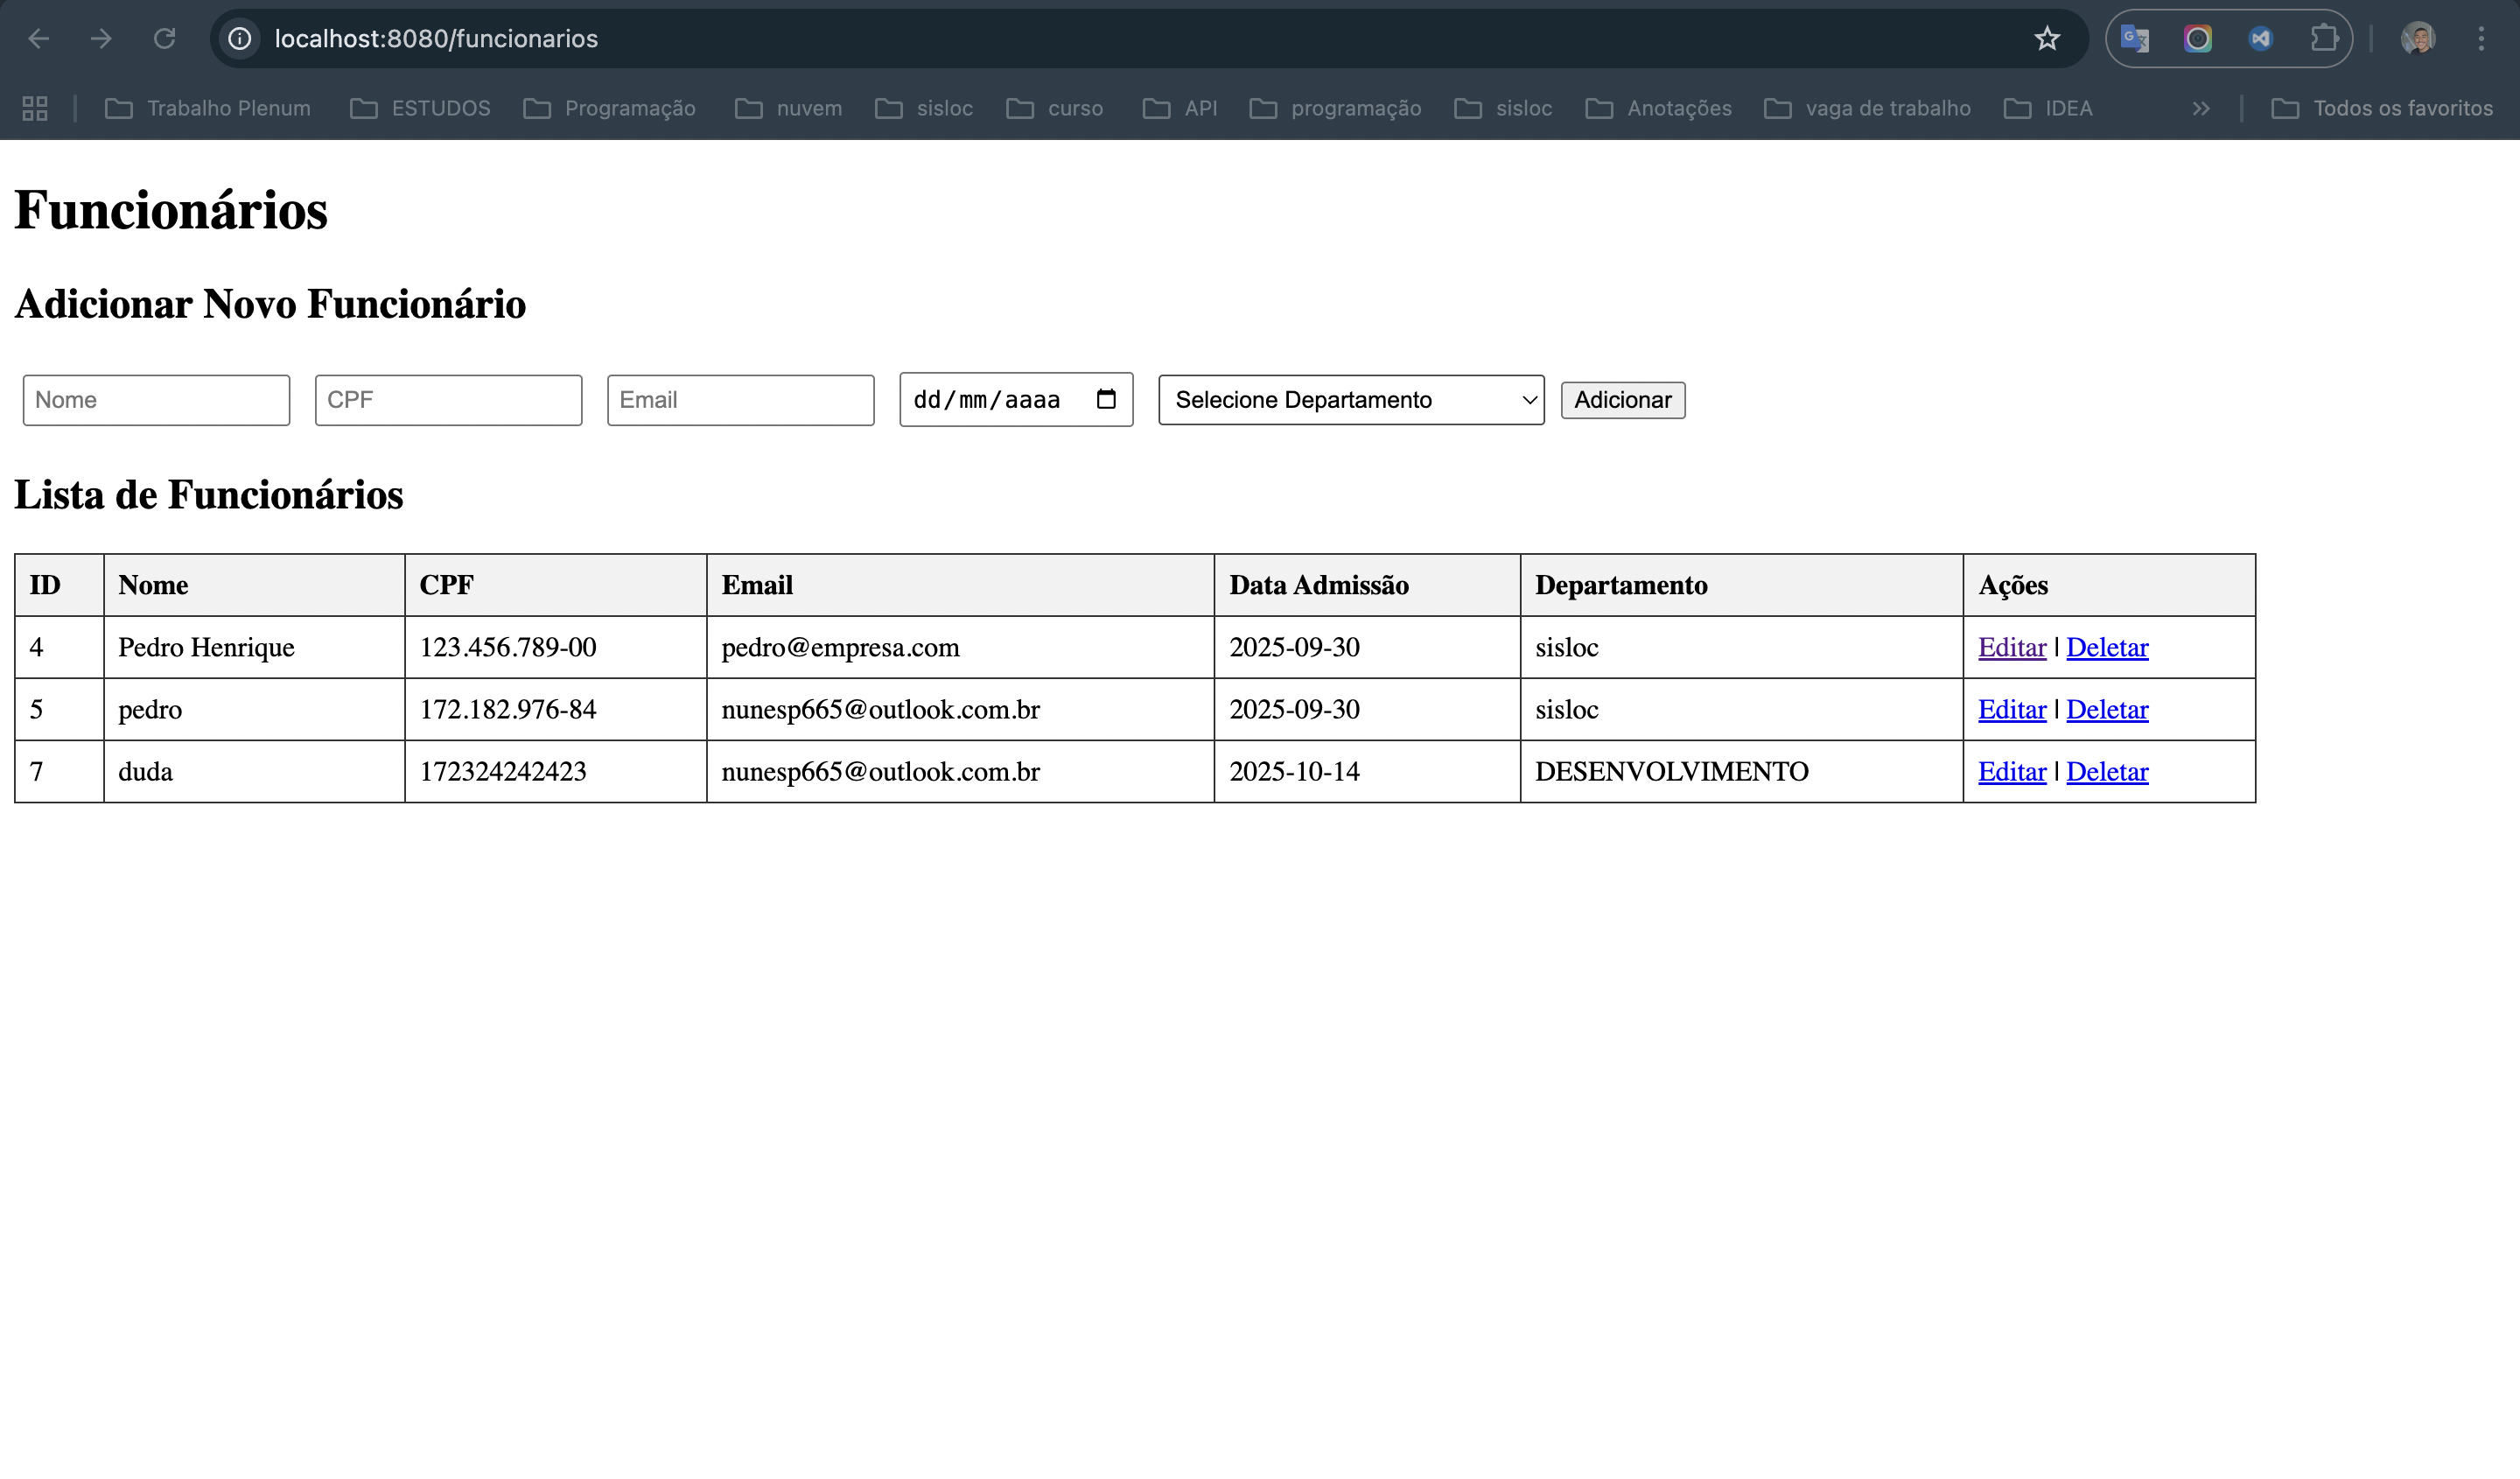 localhost:8080/funcionarios
Trabalho Plenum ESTUDOS Programação nuvem sisloc curso API programação sisloc Anotações vaga de trabalho IDEA Todos os favoritos
Funcionários
Adicionar Novo Funcionário
Nome CPF Email dd/mm/aaaa Selecione Departamento Adicionar
Lista de Funcionários
ID Nome CPF Email Data Admissão Departamento Ações
4 Pedro Henrique 123.456.789-00 pedro@empresa.com 2025-09-30 sisloc Editar | Deletar
5 pedro 172.182.976-84 nunesp665@outlook.com.br 2025-09-30 sisloc Editar | Deletar
7 duda 172324242423 nunesp665@outlook.com.br 2025-10-14 DESENVOLVIMENTO Editar | Deletar